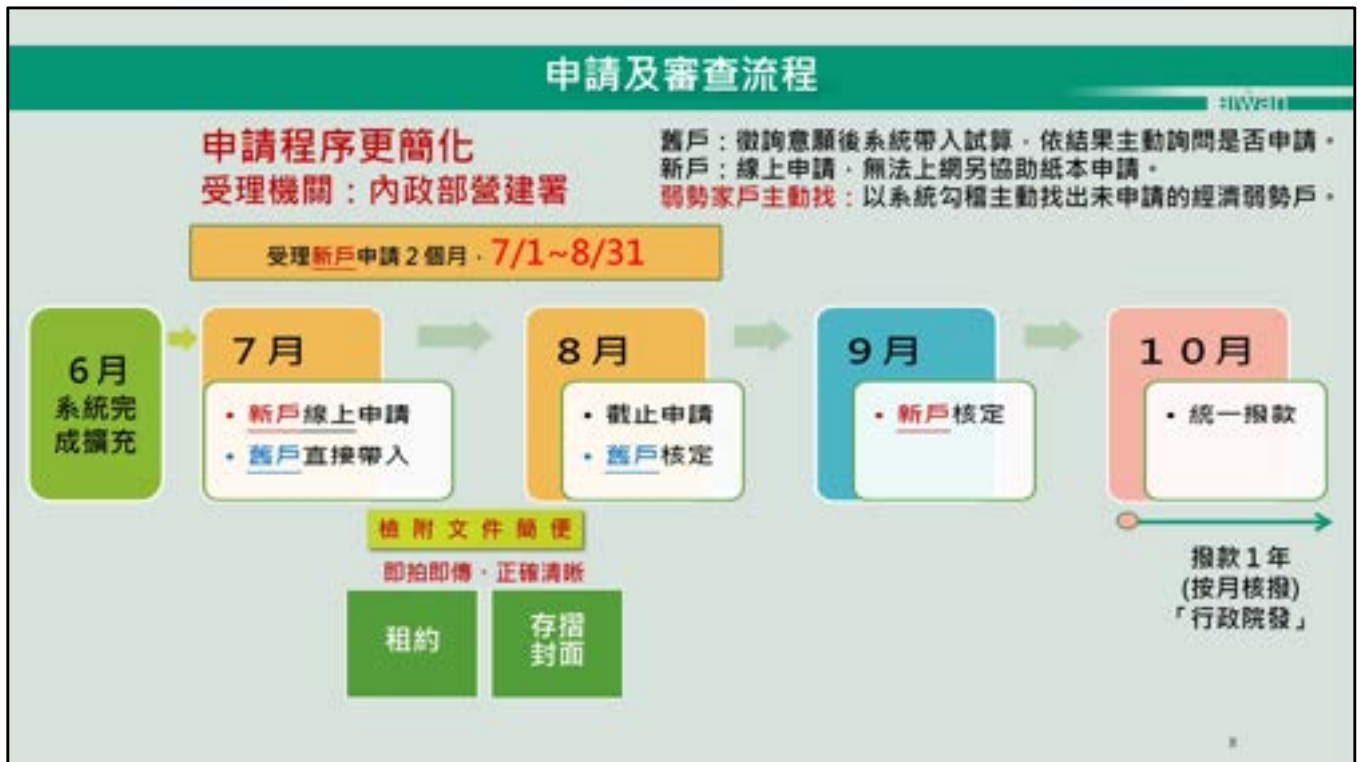 申請及審查流程
Taiwan
申請程序更簡化
受理機關：內政部營建署
舊戶：徵詢意願後系統帶入試算，依結果主動詢問是否申請。
新戶：線上申請，無法上網另協助紙本申請。
弱勢家戶主動找：以系統勾稽主動找出未申請的經濟弱勢戶。
受理新戶申請2個月，7/1~8/31
6月
系統完
成擴充
7月
• 新戶線上申請
• 舊戶直接帶入
8月
• 截止申請
• 舊戶核定
9月
• 新戶核定
10月
• 統一撥款
檢附文件簡便
即拍即傳，正確清晰
租約
存摺
封面
撥款1年
(按月核撥)
「行政院發」